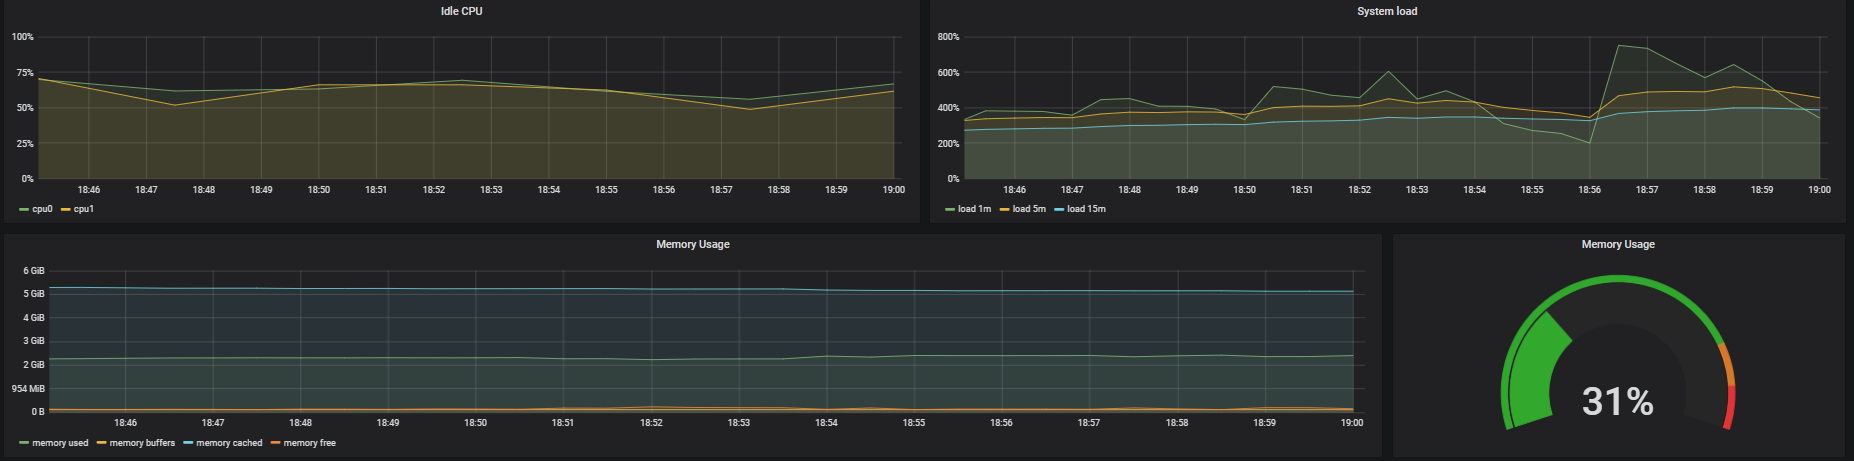 Idle CPU
100%
75%
50%
25%
0%
18:46 18:47 18:48 18:49 18:50 18:51 18:52 18:53 18:54 18:55 18:56 18:57 18:58 18:59 19:00
cpu0 cpu1
System load
800%
600%
400%
200%
0%
18:46 18:47 18:48 18:49 18:50 18:51 18:52 18:53 18:54 18:55 18:56 18:57 18:58 18:59 19:00
load 1m load 5m load 15m
Memory Usage
6 GiB
5 GiB
4 GiB
3 GiB
2 GiB
954 MiB
0 B
18:46 18:47 18:48 18:49 18:50 18:51 18:52 18:53 18:54 18:55 18:56 18:57 18:58 18:59 19:00
memory used memory buffers memory cached memory free
Memory Usage
31%